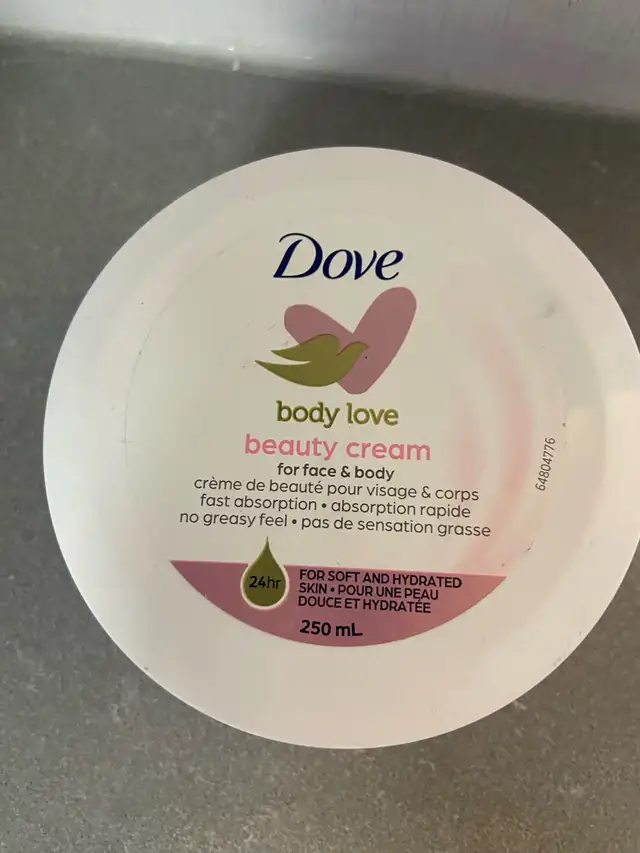 Dove
body love
beauty cream
for face & body
crème de beauté pour visage & corps
fast absorption • absorption rapide
no greasy feel • pas de sensation grasse
24hr
FOR SOFT AND HYDRATED
SKIN • POUR UNE PEAU
DOUCE ET HYDRATÉE
250 mL
64804776